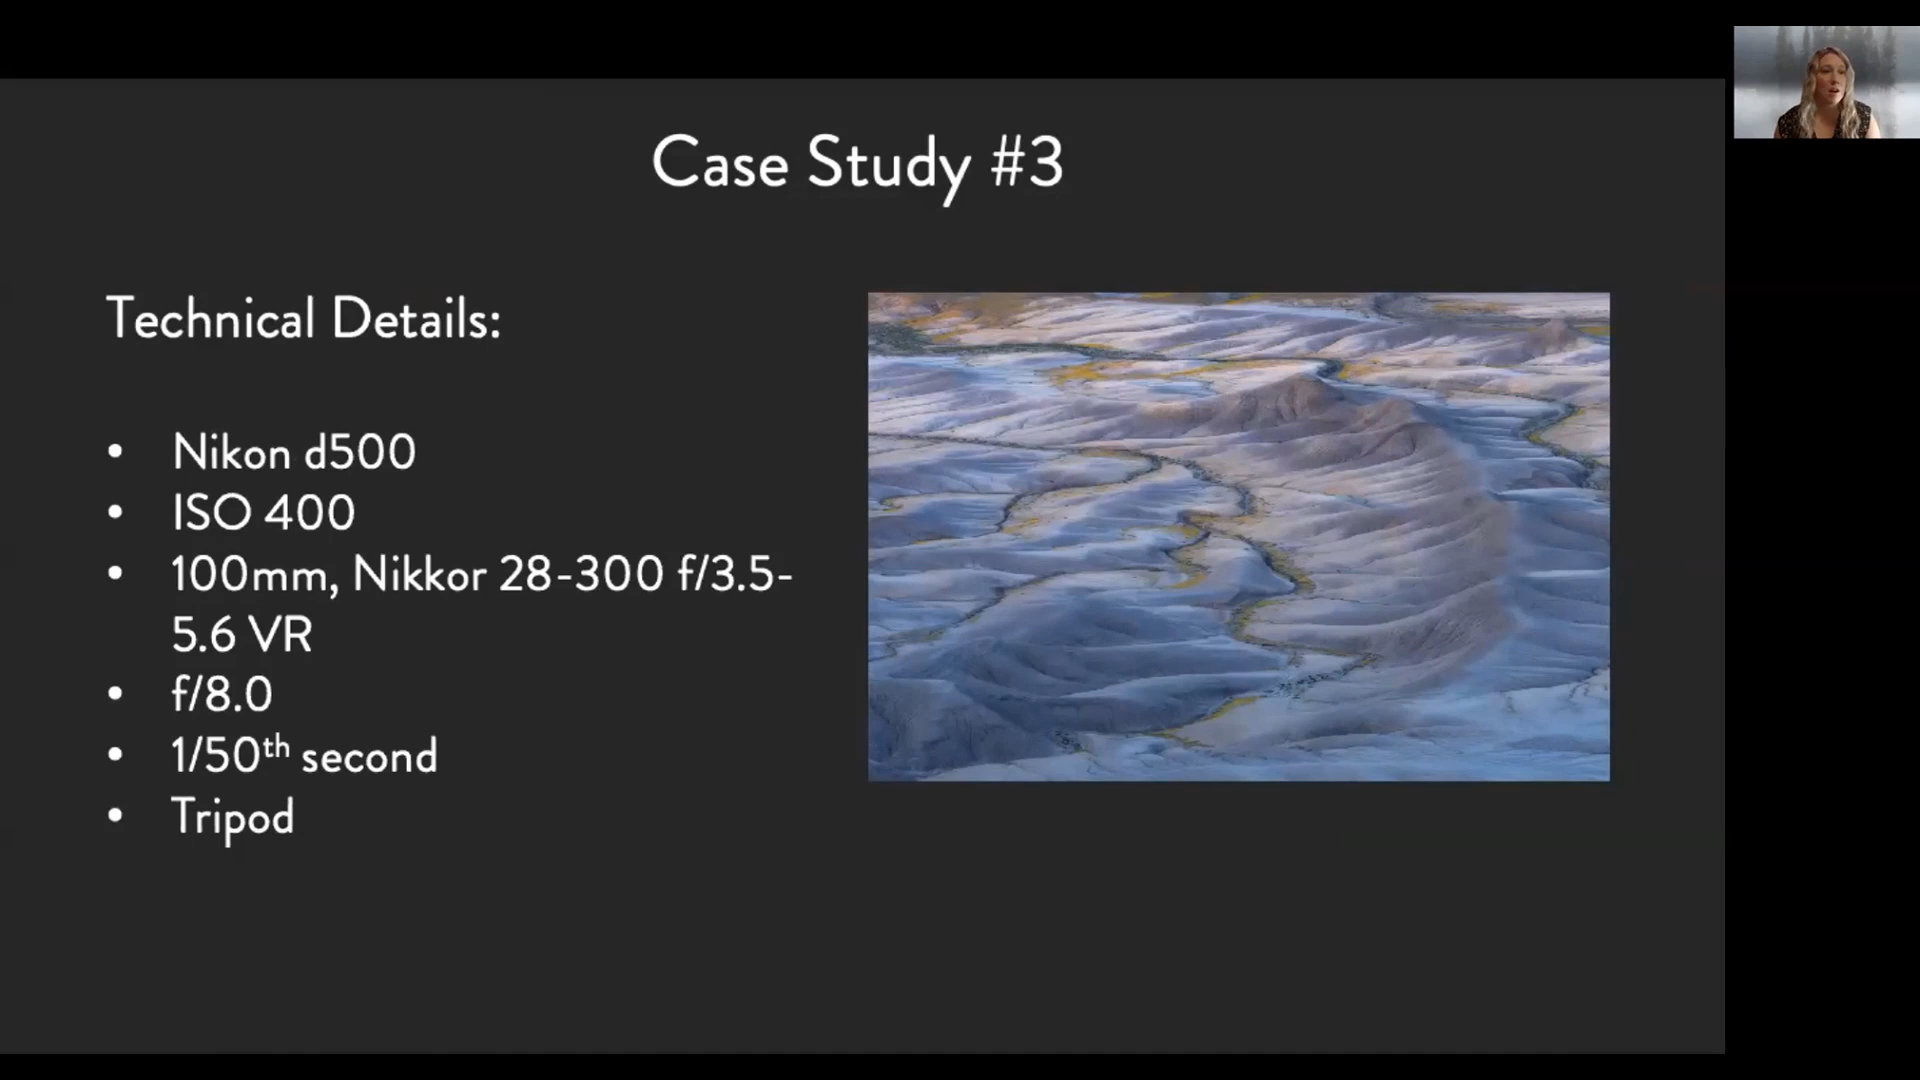 Case Study #3
Technical Details:
• Nikon d500
• ISO 400
• 100mm, Nikkor 28-300 f/3.5-
5.6 VR
• f/8.0
• 1/50th second
• Tripod